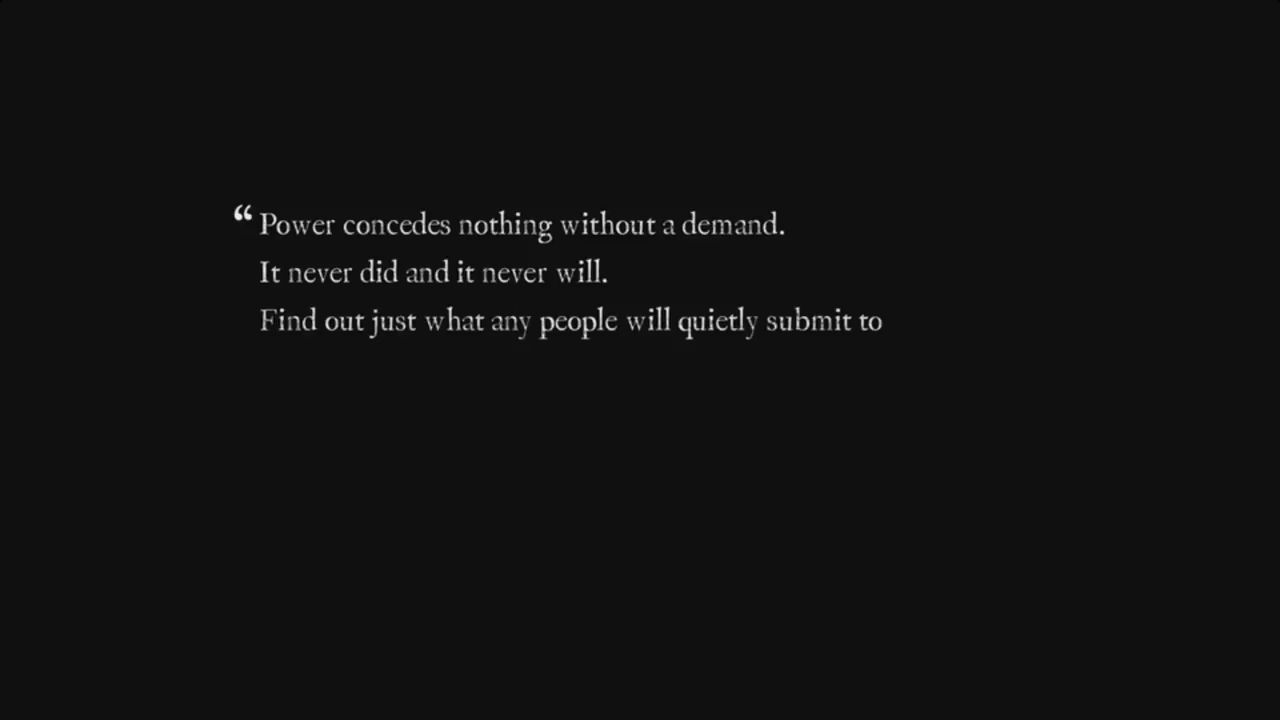 “Power concedes nothing without a demand.
It never did and it never will.
Find out just what any people will quietly submit to